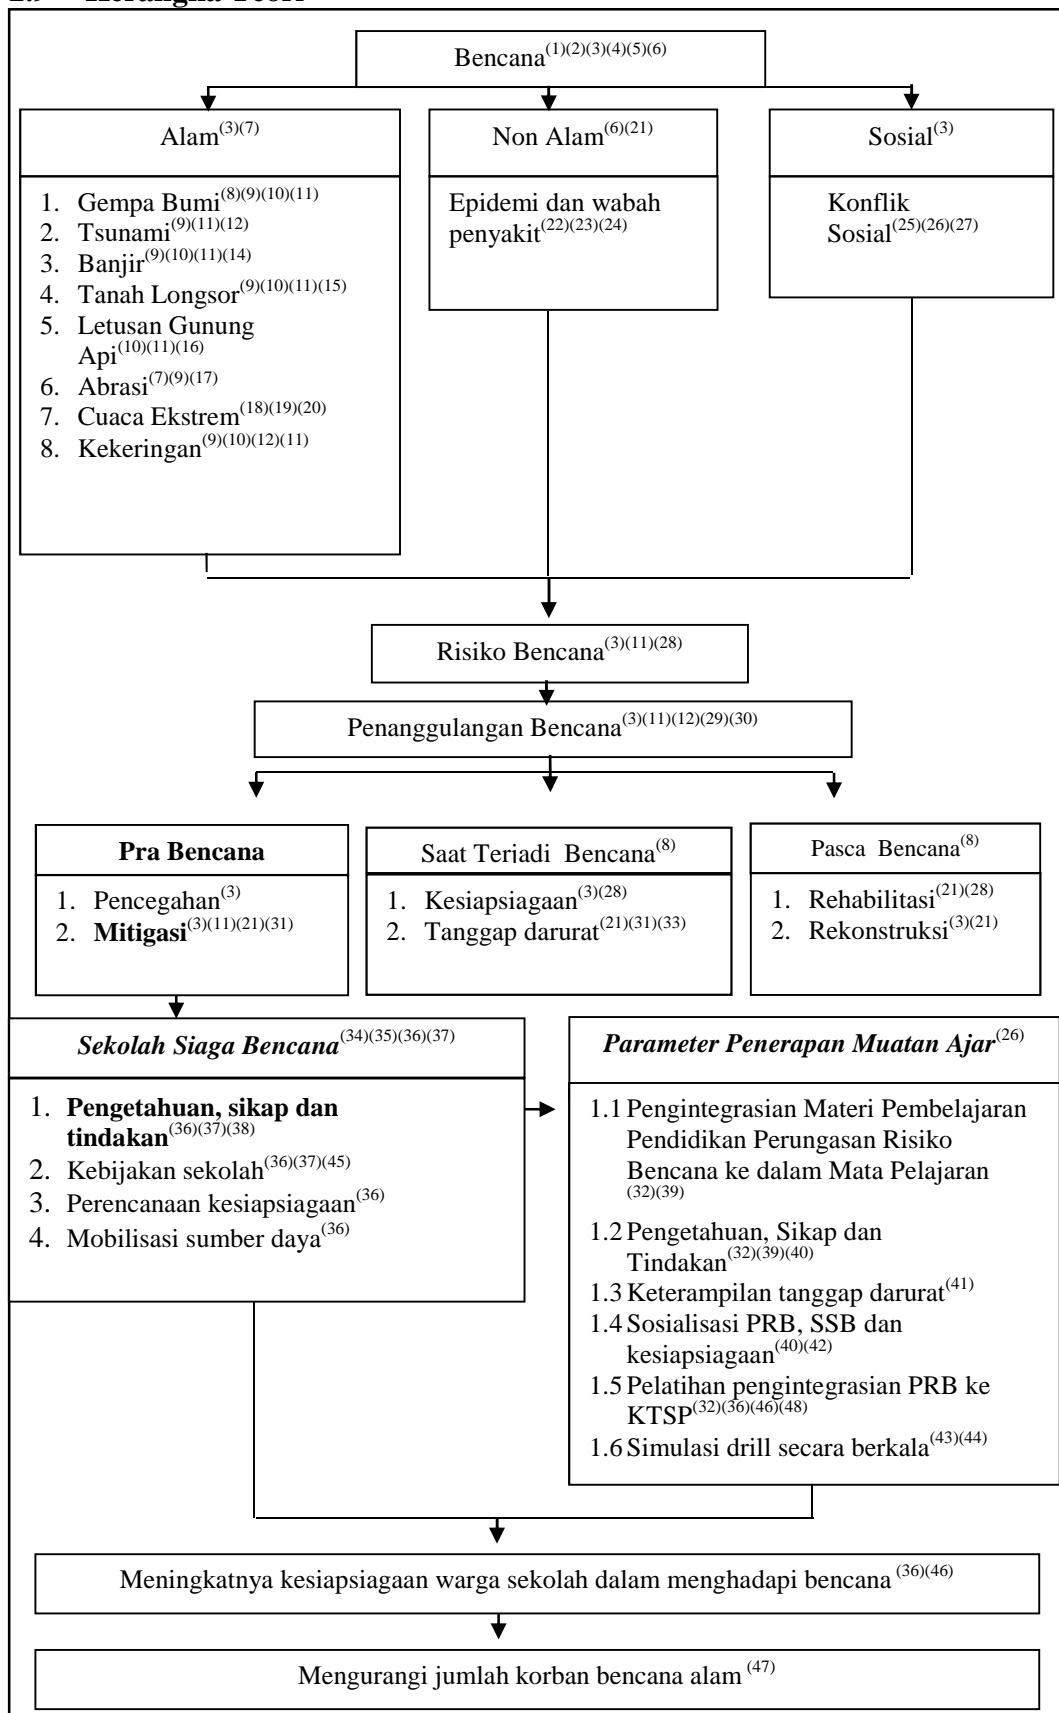 2.9 Kerangka Teori
Bencana(1)(2)(3)(4)(5)(6)
Alam(3)(7)
1. Gempa Bumi(8)(9)(10)(11)
2. Tsunami(9)(11)(12)
3. Banjir(9)(10)(11)(14)
4. Tanah Longsor(9)(10)(11)(15)
5. Letusan Gunung
Api(10)(11)(16)
6. Abrasi(7)(9)(17)
7. Cuaca Ekstrem(18)(19)(20)
8. Kekeringan(9)(10)(12)(11)
Non Alam(6)(21)
Epidemi dan wabah
penyakit(22)(23)(24)
Sosial(3)
Konflik
Sosial(25)(26)(27)
Risiko Bencana(3)(11)(28)
Penanggulangan Bencana(3)(11)(12)(29)(30)
Pra Bencana
1. Pencegahan(3)
2. Mitigasi(3)(11)(21)(31)
Saat Terjadi Bencana(8)
1. Kesiapsiagaan(3)(28)
2. Tanggap darurat(21)(31)(33)
Pasca Bencana(8)
1. Rehabilitasi(21)(28)
2. Rekonstruksi(3)(21)
Sekolah Siaga Bencana(34)(35)(36)(37)
1. Pengetahuan, sikap dan
tindakan(36)(37)(38)
2. Kebijakan sekolah(36)(37)(45)
3. Perencanaan kesiapsiagaan(36)
4. Mobilisasi sumber daya(36)
Parameter Penerapan Muatan Ajar(26)
1.1 Pengintegrasian Materi Pembelajaran
Pendidikan Perungasan Risiko
Bencana ke dalam Mata Pelajaran
(32)(39)
1.2 Pengetahuan, Sikap dan
Tindakan(32)(39)(40)
1.3 Keterampilan tanggap darurat(41)
1.4 Sosialisasi PRB, SSB dan
kesiapsiagaan(40)(42)
1.5 Pelatihan pengintegrasian PRB ke
KTSP(32)(36)(46)(48)
1.6 Simulasi drill secara berkala(43)(44)
Meningkatnya kesiapsiagaan warga sekolah dalam menghadapi bencana (36)(46)
Mengurangi jumlah korban bencana alam (47)